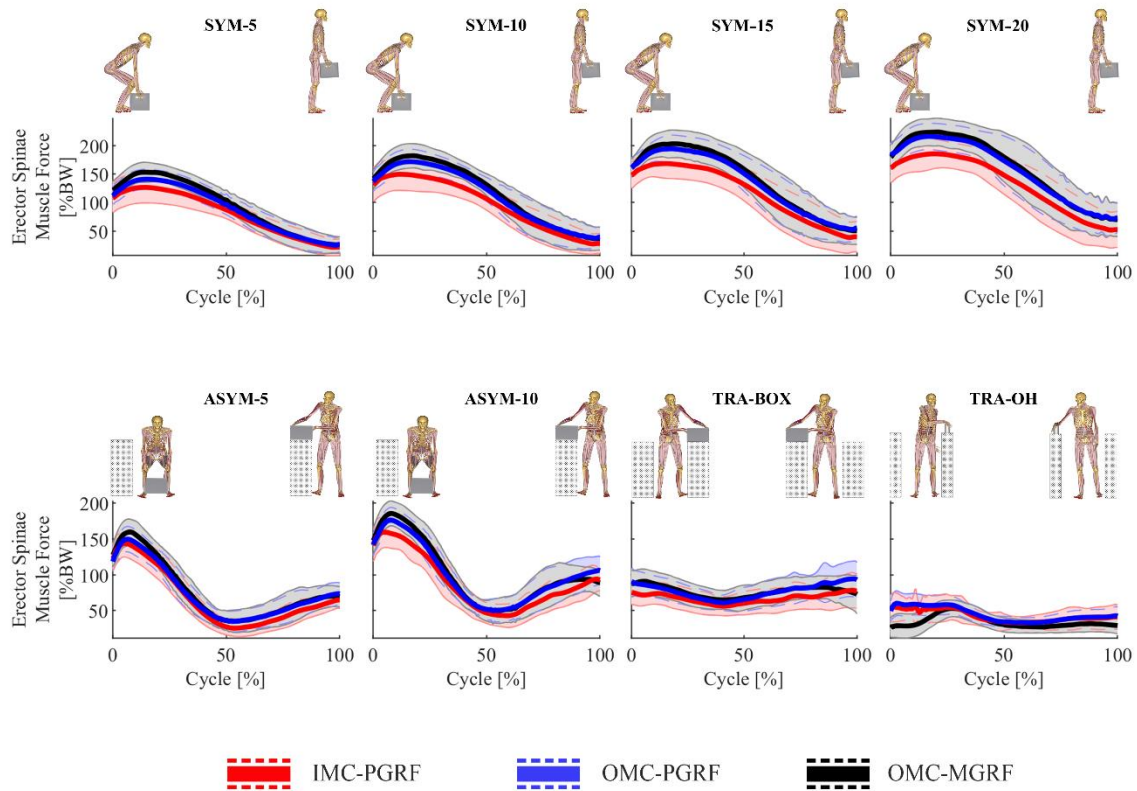 SYM-5 SYM-10 SYM-15 SYM-20
Erector Spinae
Muscle Force
[%BW]
200
150
100
50
0 50 100 0 50 100 0 50 100 0 50 100
Cycle [%] Cycle [%] Cycle [%] Cycle [%]
ASYM-5 ASYM-10 TRA-BOX TRA-OH
Erector Spinae
Muscle Force
[%BW]
200
150
100
50
0 50 100 0 50 100 0 50 100 0 50 100
Cycle [%] Cycle [%] Cycle [%] Cycle [%]
IMC-PGRF OMC-PGRF OMC-MGRF